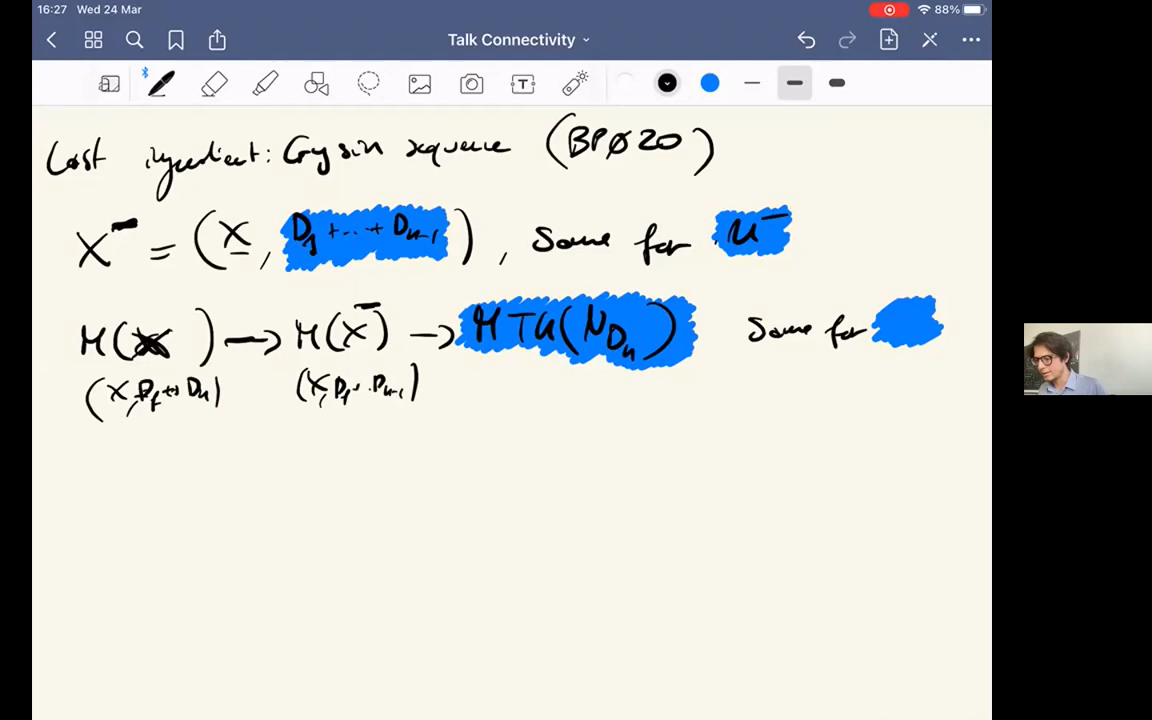 16:27 Wed 24 Mar
88%
Talk Connectivity
Last ingredient: Gysin sequence (BPØ20)
X⁻ = (X, D₁+...+Dₙ₋₁), Same for U⁻
M( ) → M(X⁻) → MTh(N_Dₙ) Same for
(X, D₁+..+Dₙ) (X, D₁+...Dₙ₋₁)